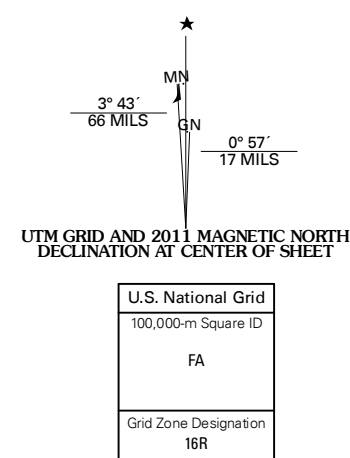 MN
3° 43´
66 MILS
GN
0° 57´
17 MILS
UTM GRID AND 2011 MAGNETIC NORTH
DECLINATION AT CENTER OF SHEET
U.S. National Grid
100,000-m Square ID
FA
Grid Zone Designation
16R